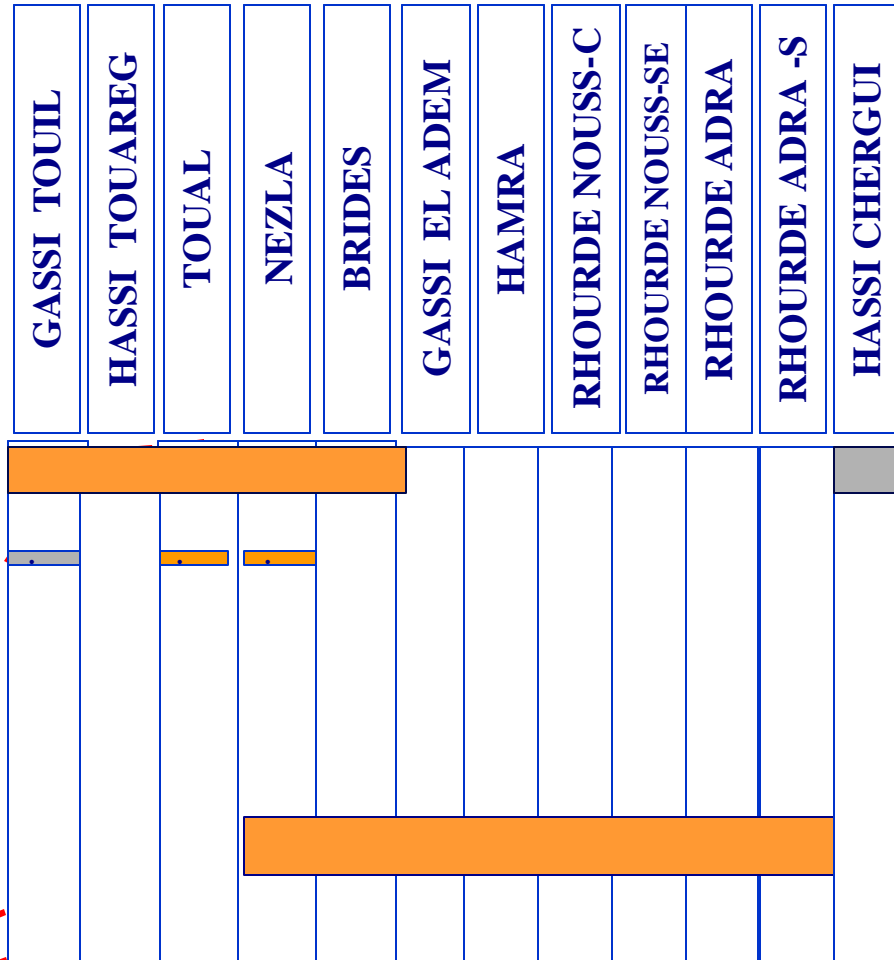 GASSI TOUIL
HASSI TOUAREG
TOUAL
NEZLA
BRIDES
GASSI EL ADEM
HAMRA
RHOURDE NOUSS-C
RHOURDE NOUSS-SE
RHOURDE ADRA
RHOURDE ADRA -S
HASSI CHERGUI